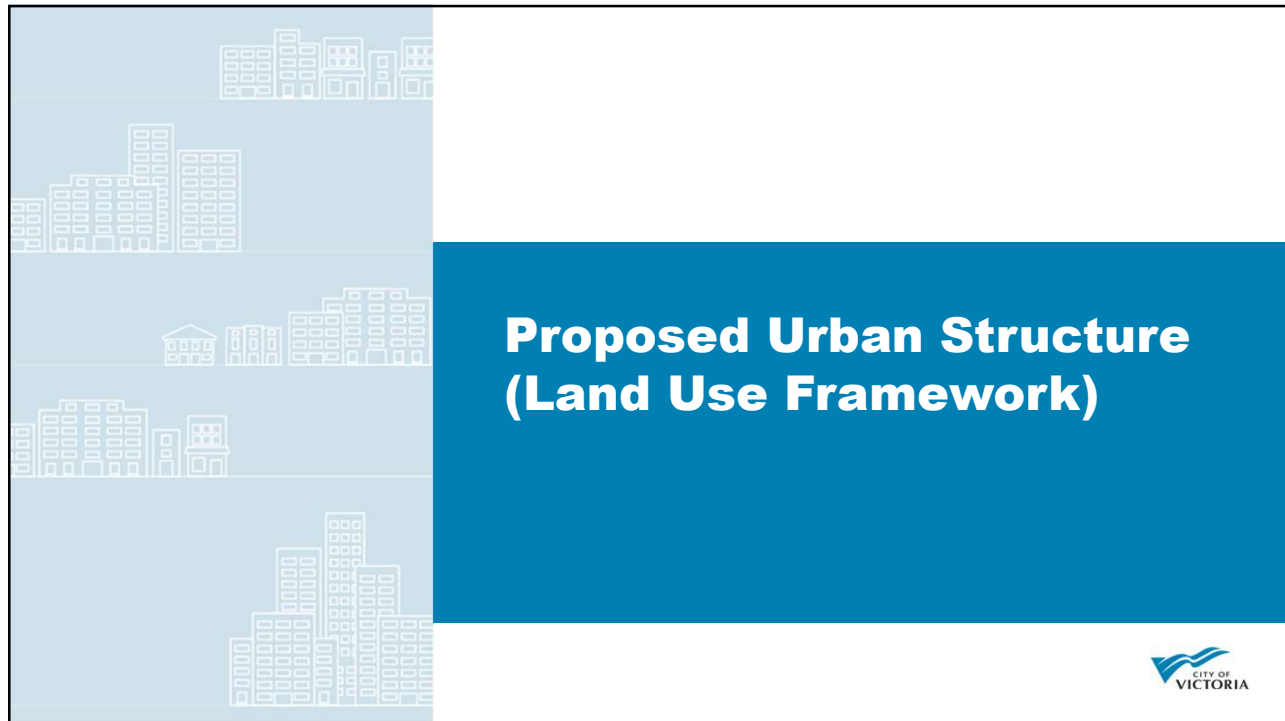 Proposed Urban Structure
(Land Use Framework)
CITY OF
VICTORIA